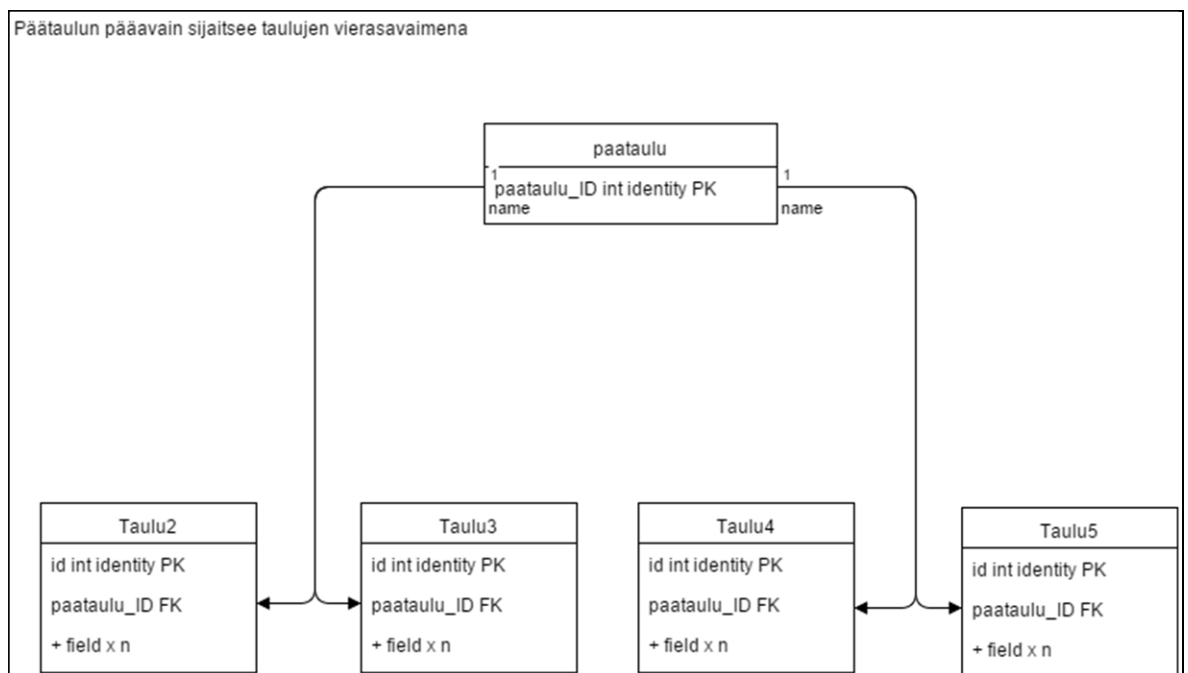 Päätaulun pääavain sijaitsee taulujen vierasavaimena
paataulu
1
paataulu_ID int identity PK
name
1
name
Taulu2
id int identity PK
paataulu_ID FK
+ field x n
Taulu3
id int identity PK
paataulu_ID FK
+ field x n
Taulu4
id int identity PK
paataulu_ID FK
+ field x n
Taulu5
id int identity PK
paataulu_ID FK
+ field x n